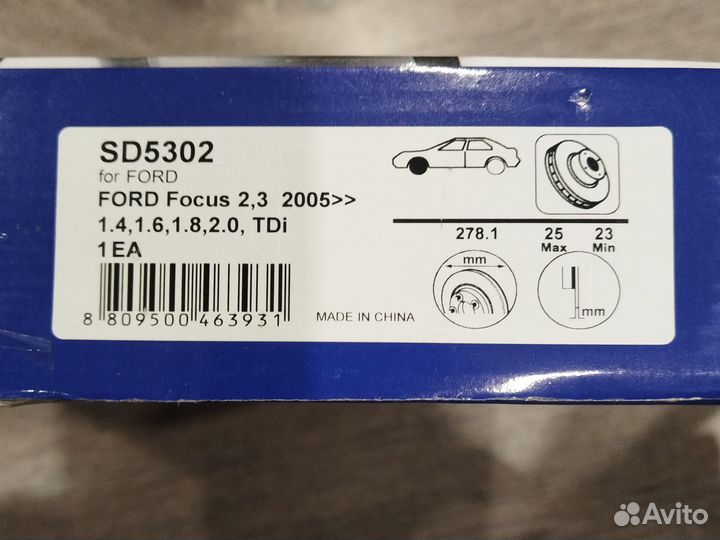 SD5302
for FORD
FORD Focus 2,3 2005>>
1.4,1.6,1.8,2.0, TDi
1EA
8 809500 463931
MADE IN CHINA
278.1 25 23
Max Min
mm
mm
Avito